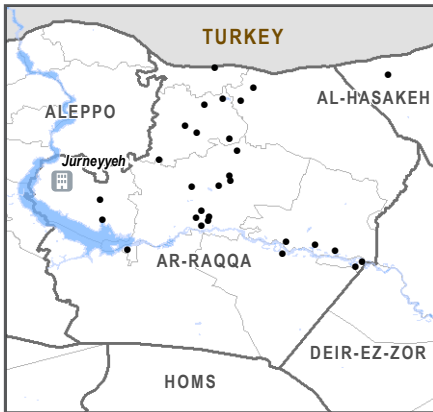 TURKEY
AL-HASAKEH
ALEPPO
Jurneyyeh
AR-RAQQA
DEIR-EZ-ZOR
HOMS